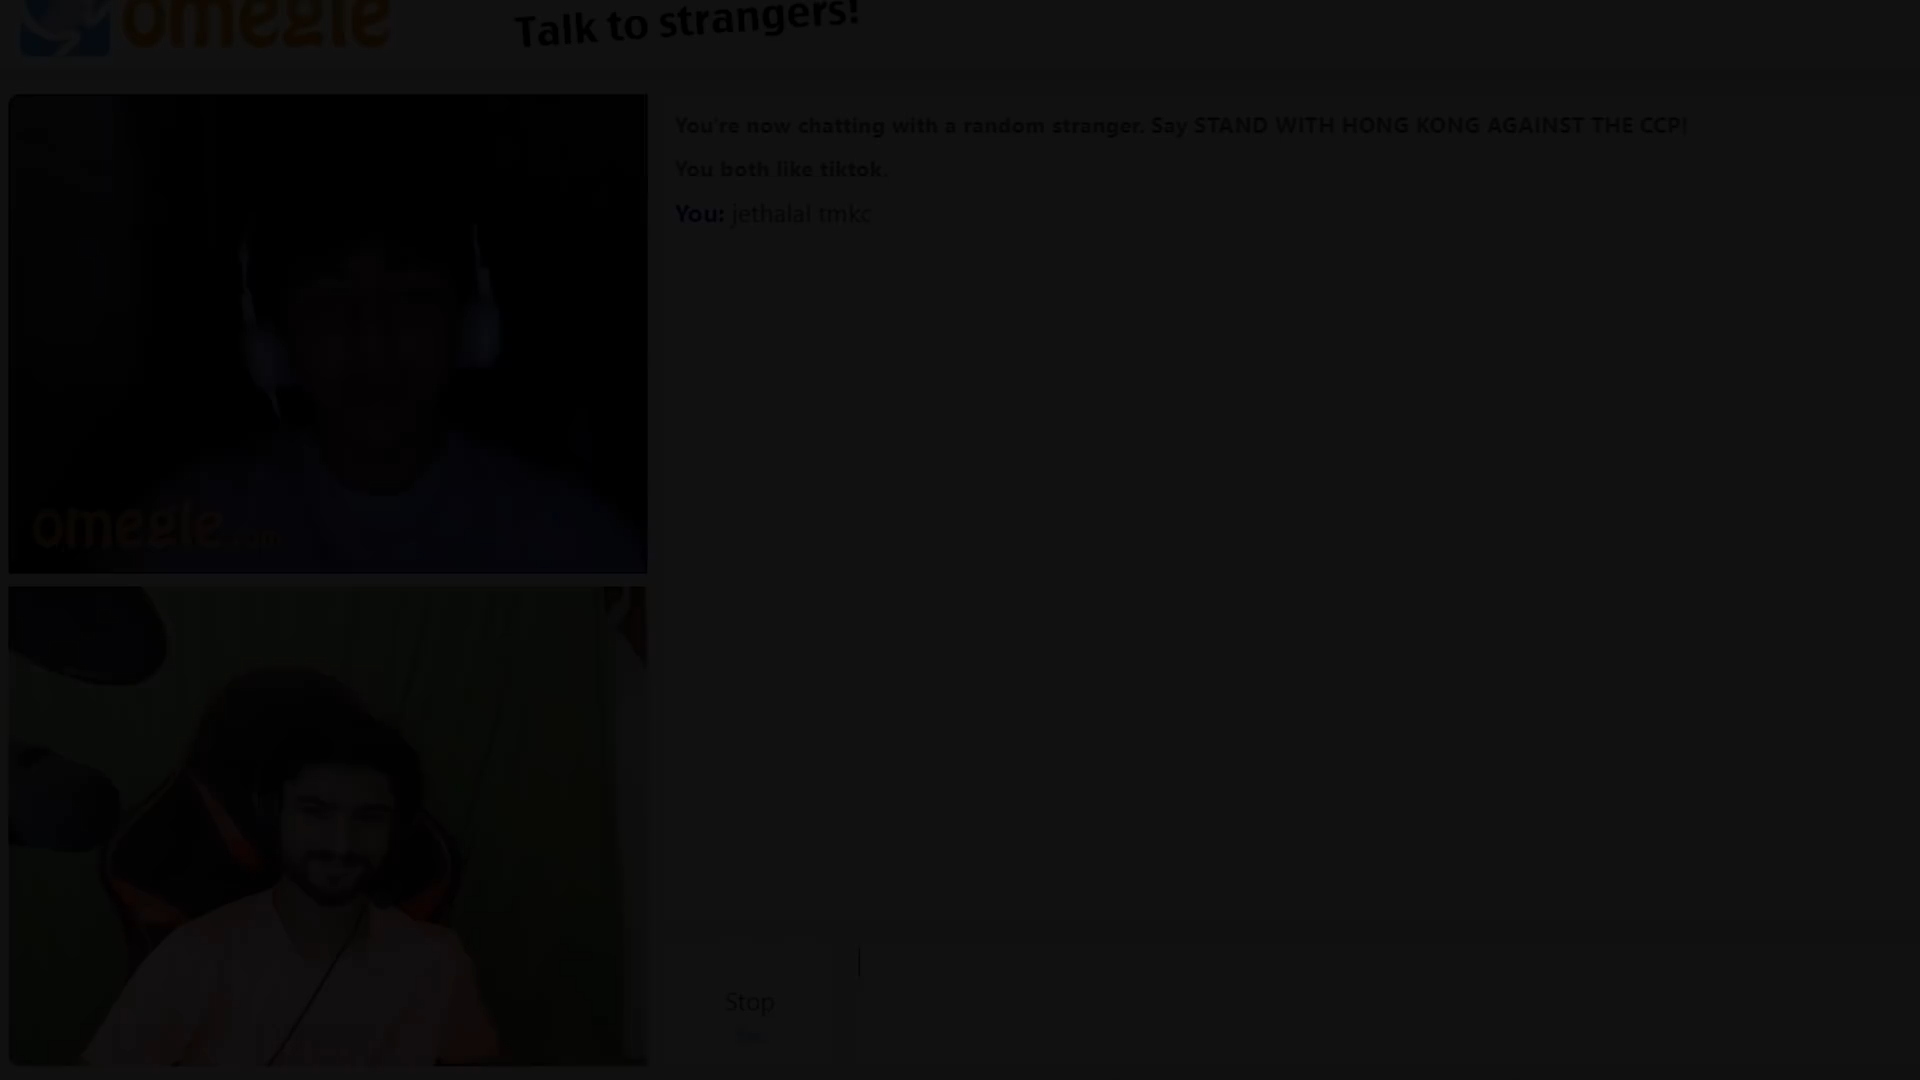 omegle
Talk to strangers!
You're now chatting with a random stranger. Say STAND WITH HONG KONG AGAINST THE CCP!
You both like tiktok.
You: jethalal tmkc
omegle.com
Stop